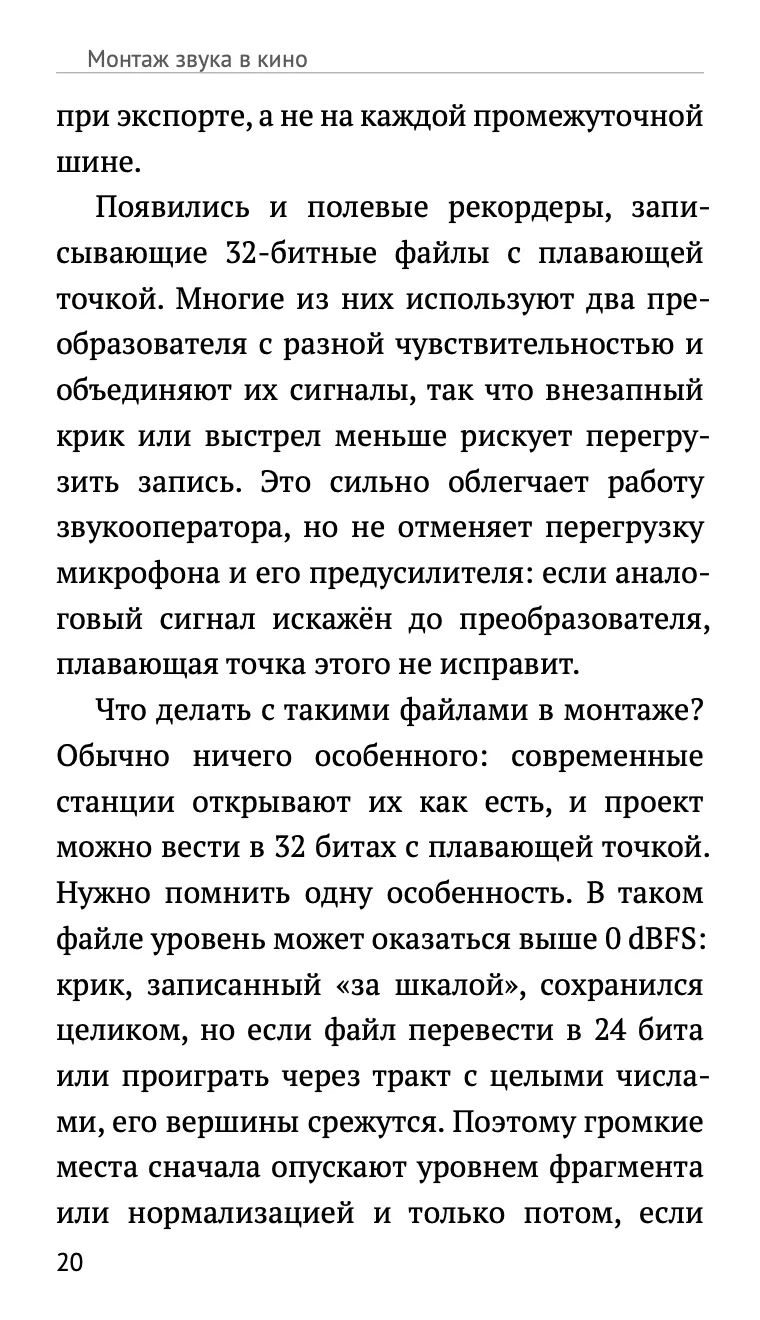 Монтаж звука в кино
при экспорте, а не на каждой промежуточной
шине.
Появились и полевые рекордеры, запи-
сывающие 32-битные файлы с плавающей
точкой. Многие из них используют два пре-
образователя с разной чувствительностью и
объединяют их сигналы, так что внезапный
крик или выстрел меньше рискует перегру-
зить запись. Это сильно облегчает работу
звукооператора, но не отменяет перегрузку
микрофона и его предусилителя: если анало-
говый сигнал искажён до преобразователя,
плавающая точка этого не исправит.
Что делать с такими файлами в монтаже?
Обычно ничего особенного: современные
станции открывают их как есть, и проект
можно вести в 32 битах с плавающей точкой.
Нужно помнить одну особенность. В таком
файле уровень может оказаться выше 0 dBFS:
крик, записанный «за шкалой», сохранился
целиком, но если файл перевести в 24 бита
или проиграть через тракт с целыми числа-
ми, его вершины срежутся. Поэтому громкие
места сначала опускают уровнем фрагмента
или нормализацией и только потом, если
20